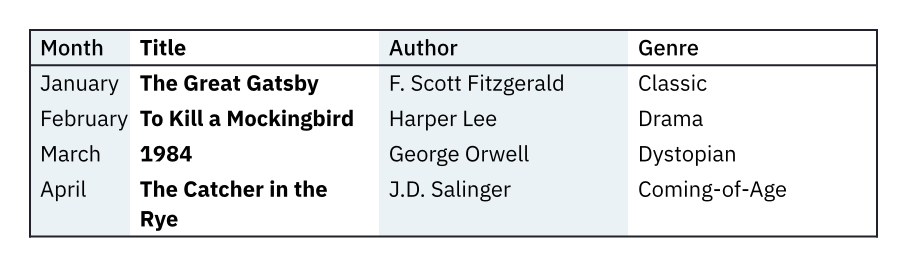 Month Title Author Genre
January The Great Gatsby F. Scott Fitzgerald Classic
February To Kill a Mockingbird Harper Lee Drama
March 1984 George Orwell Dystopian
April The Catcher in the J.D. Salinger Coming-of-Age
Rye